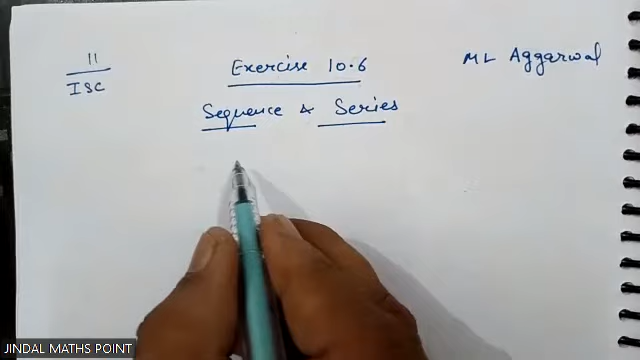 11
ISC
Exercise 10.6
ML Aggarwal
Sequence & Series
JINDAL MATHS POINT